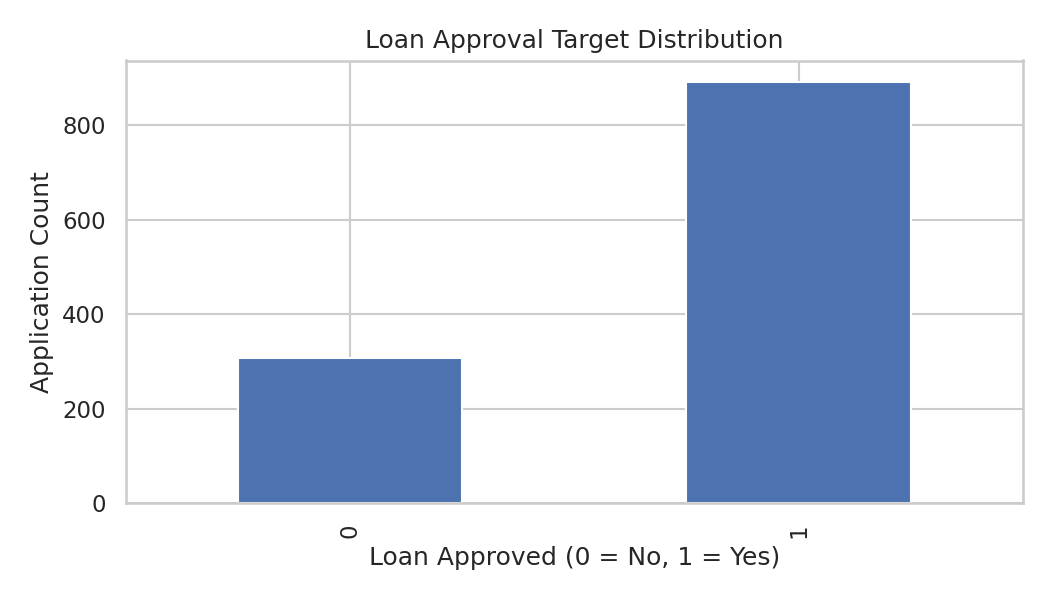 Loan Approval Target Distribution
Application Count
800
600
400
200
0
0
1
Loan Approved (0 = No, 1 = Yes)